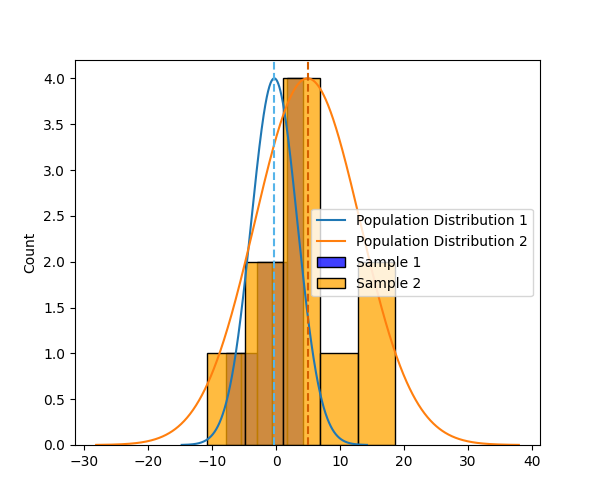 4.0
3.5
3.0
2.5
2.0
1.5
1.0
0.5
0.0
Count
Population Distribution 1
Population Distribution 2
Sample 1
Sample 2
−30 −20 −10 0 10 20 30 40